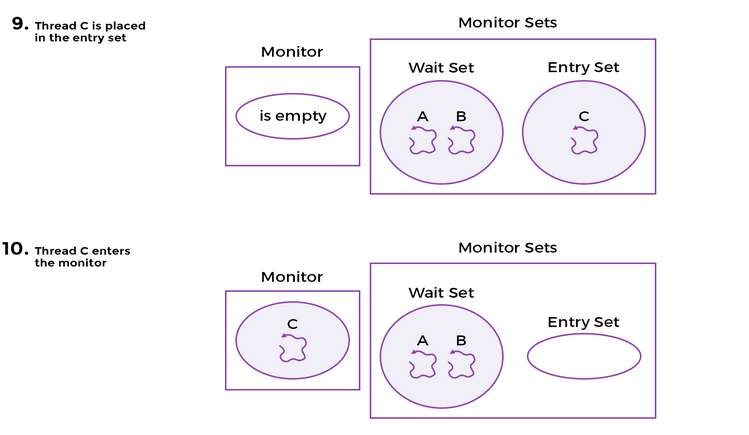 9. Thread C is placed
in the entry set
Monitor
is empty
Monitor Sets
Wait Set
A B
Entry Set
C
10. Thread C enters
the monitor
Monitor
C
Monitor Sets
Wait Set
A B
Entry Set